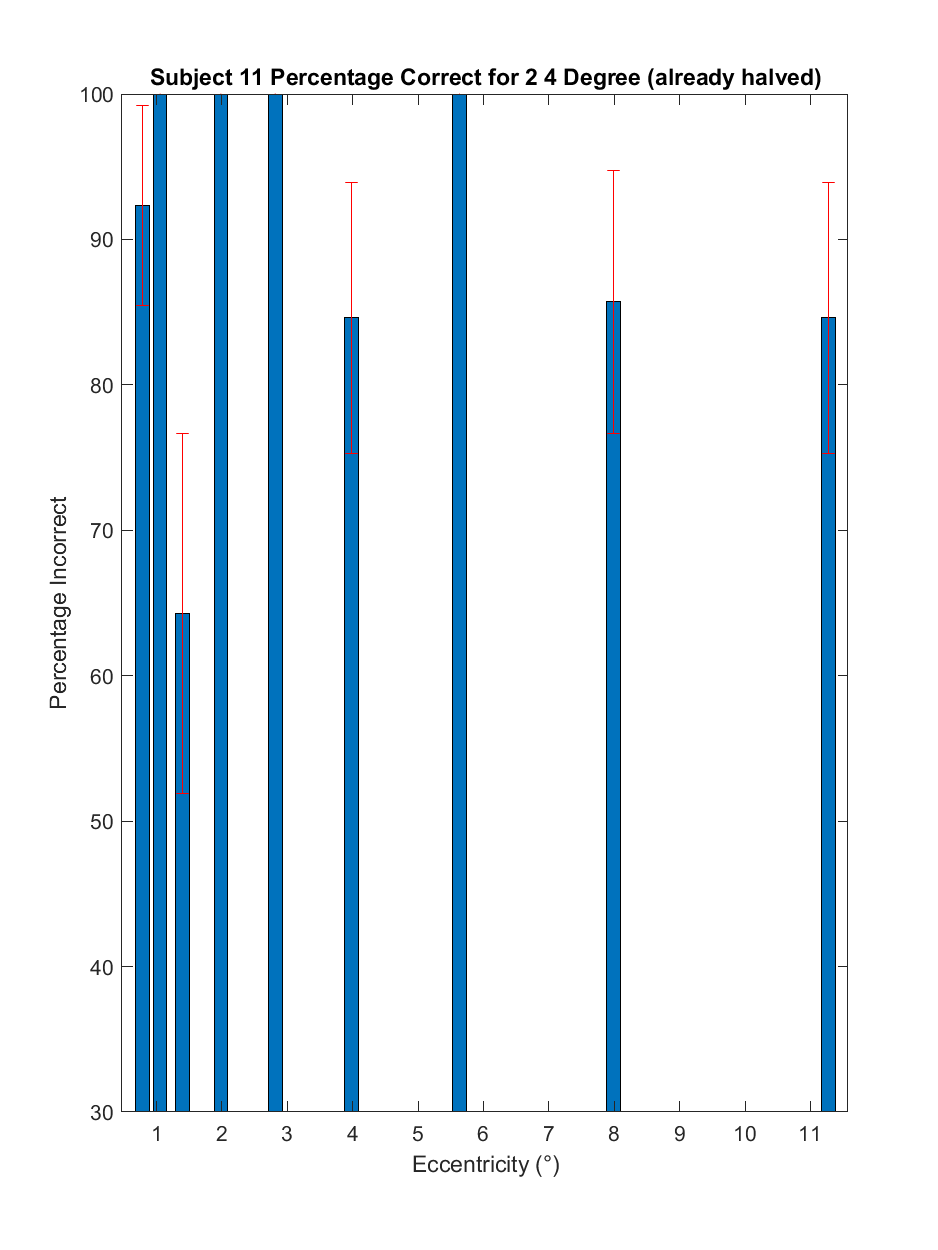 Subject 11 Percentage Correct for 2 4 Degree (already halved)
100
90
80
70
60
50
40
30
Percentage Incorrect
1 2 3 4 5 6 7 8 9 10 11
Eccentricity (°)